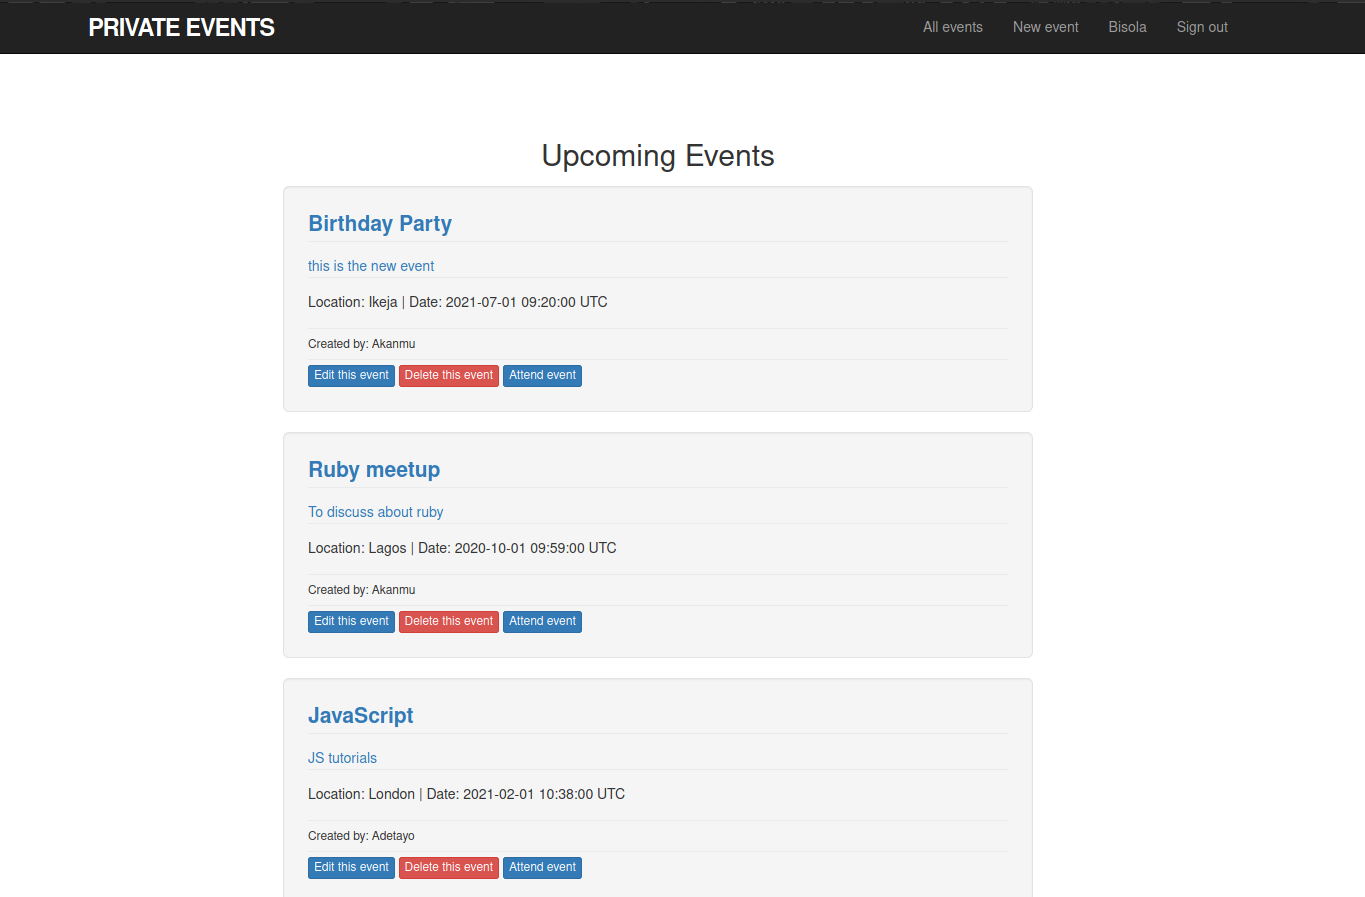 PRIVATE EVENTS All events New event Bisola Sign out
Upcoming Events
Birthday Party
this is the new event
Location: Ikeja | Date: 2021-07-01 09:20:00 UTC
Created by: Akanmu
Edit this event Delete this event Attend event
Ruby meetup
To discuss about ruby
Location: Lagos | Date: 2020-10-01 09:59:00 UTC
Created by: Akanmu
Edit this event Delete this event Attend event
JavaScript
JS tutorials
Location: London | Date: 2021-02-01 10:38:00 UTC
Created by: Adetayo
Edit this event Delete this event Attend event